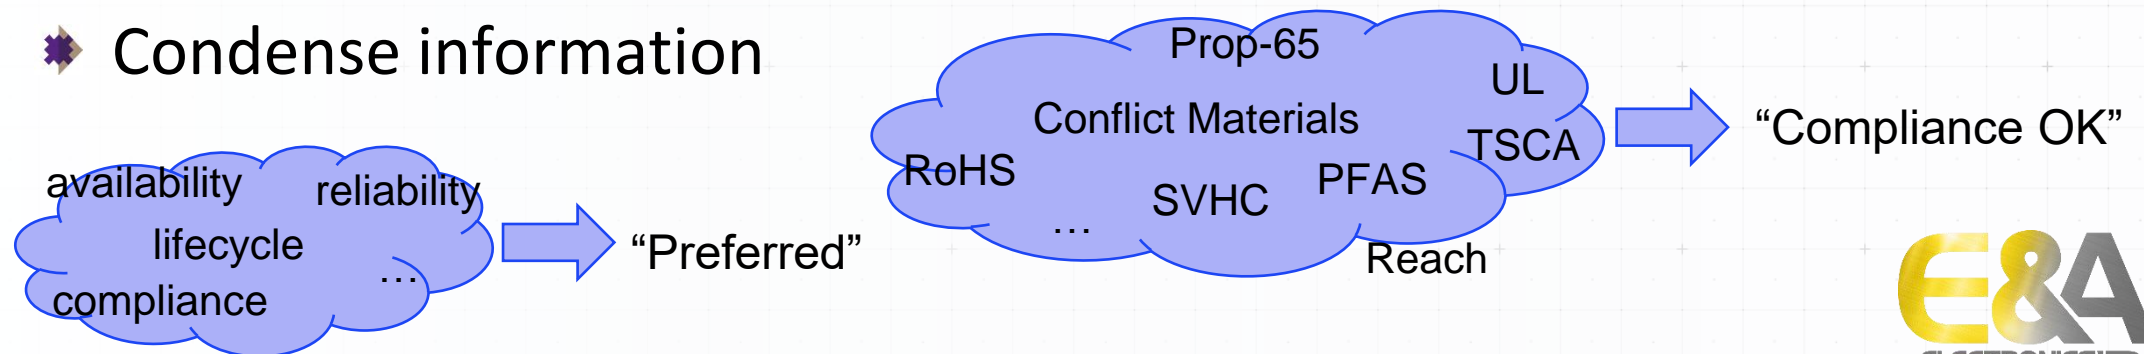 Condense information
availability
reliability
lifecycle
…
compliance
“Preferred”
Prop-65
UL
Conflict Materials
TSCA
RoHS
PFAS
SVHC
…
Reach
“Compliance OK”
E&A